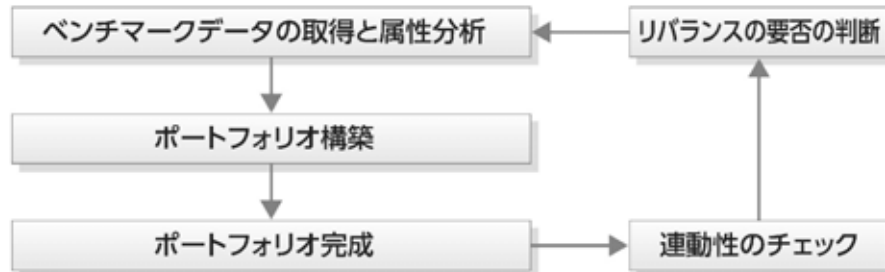 ベンチマークデータの取得と属性分析
リバランスの要否の判断
ポートフォリオ構築
ポートフォリオ完成
連動性のチェック